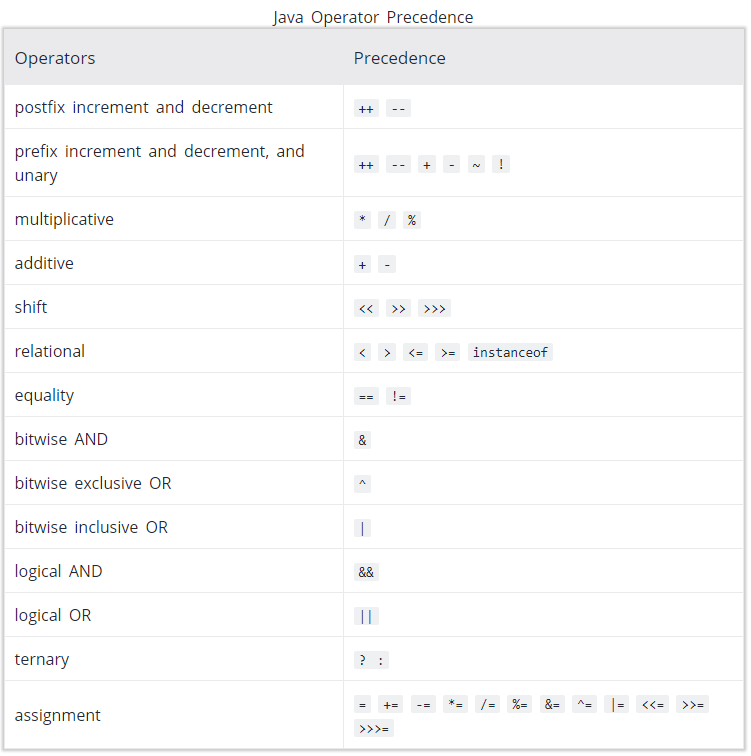 Java Operator Precedence
Operators Precedence
postfix increment and decrement ++ --
prefix increment and decrement, and
unary ++ -- + - ~ !
multiplicative * / %
additive + -
shift << >> >>>
relational < > <= >= instanceof
equality == !=
bitwise AND &
bitwise exclusive OR ^
bitwise inclusive OR |
logical AND &&
logical OR ||
ternary ? :
assignment = += -= *= /= %= &= ^= |= <<= >>=
>>>=